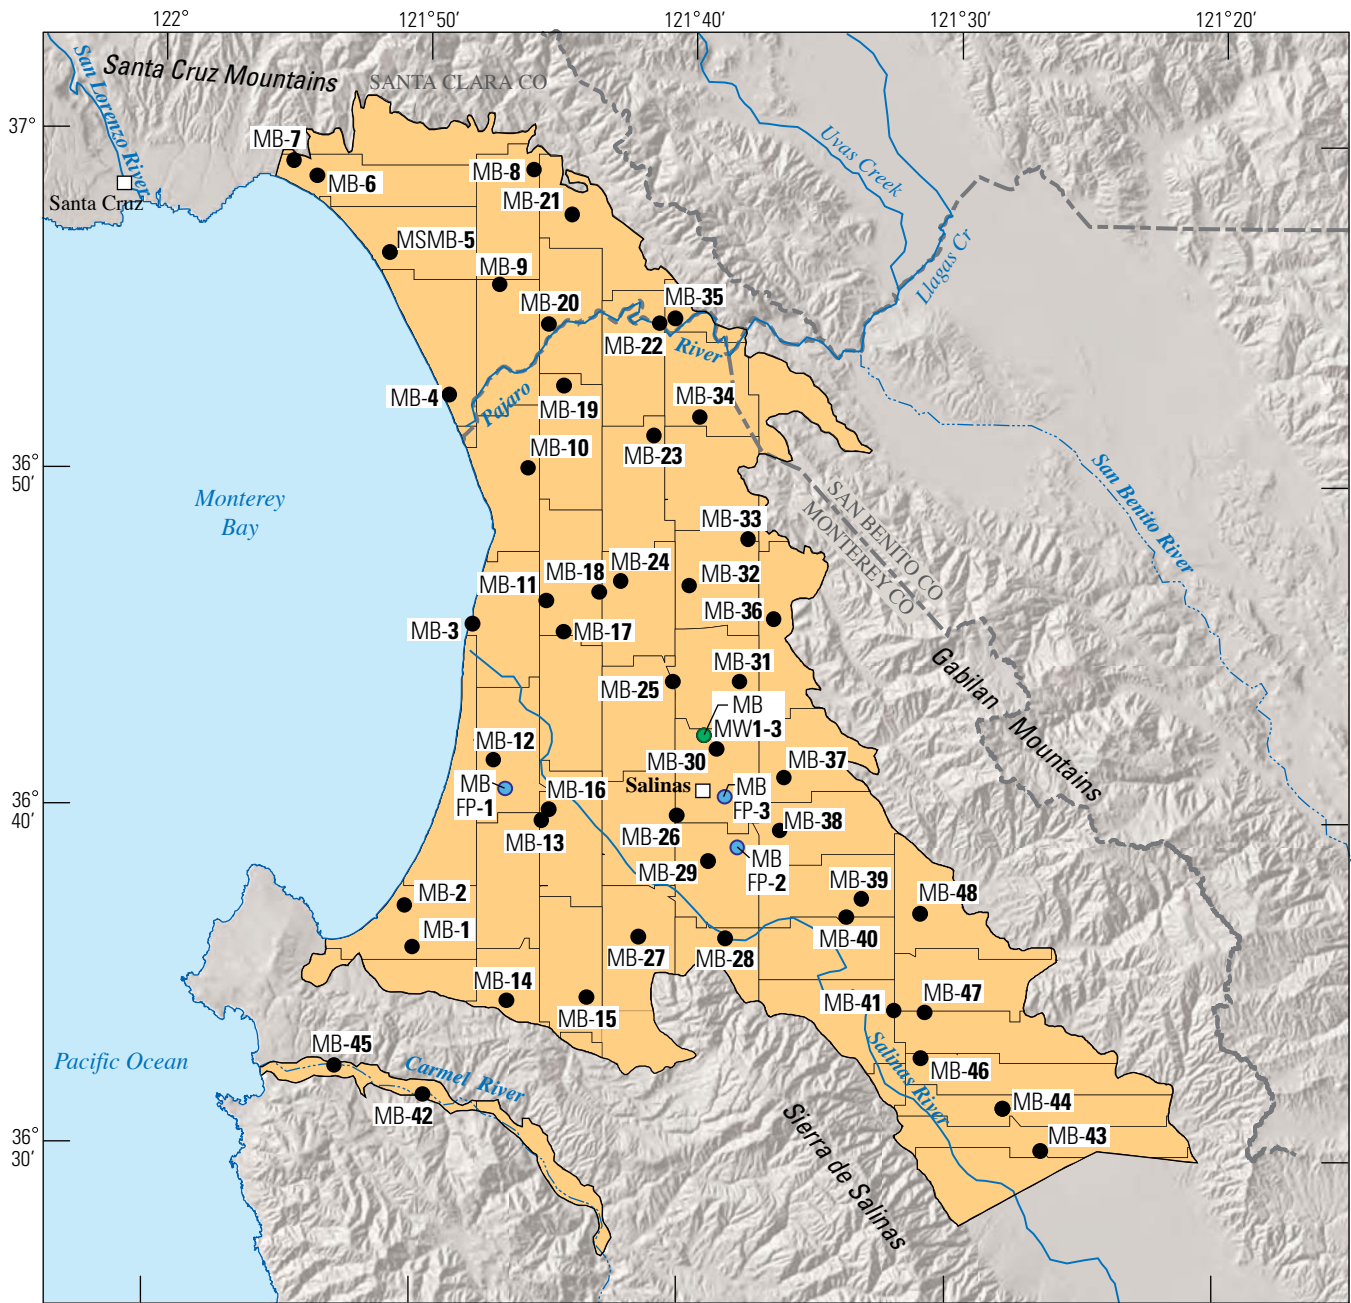 122°
121°50'
121°40'
121°30'
121°20'
San Lorenzo River
Santa Cruz Mountains
SANTA CLARA CO
37°
MB-7
MB-6
MB-8
Uvas Creek
Santa Cruz
MB-21
MSMB-5
Llagas Cr
MB-9
MB-20
MB-35
MB-22
River
Pajaro
MB-4
MB-19
MB-34
MB-23
MB-10
36°
50'
Monterey
Bay
San Benito River
SAN BENITO CO
MONTEREY CO
MB-33
MB-24
MB-18
MB-11
MB-32
MB-36
MB-3
MB-17
MB-31
MB-25
Gabilan Mountains
MB
MW1-3
MB-12
MB-30
MB-37
MB
FP-1
MB-16
Salinas
MB
FP-3
36°
40'
MB-13
MB-26
MB-38
MB-29
MB
FP-2
MB-39
MB-2
MB-48
MB-1
MB-40
MB-27
MB-28
MB-14
MB-15
MB-41
MB-47
Pacific Ocean
MB-45
Carmel River
Salinas River
MB-46
MB-42
MB-44
Sierra de Salinas
36°
30'
MB-43